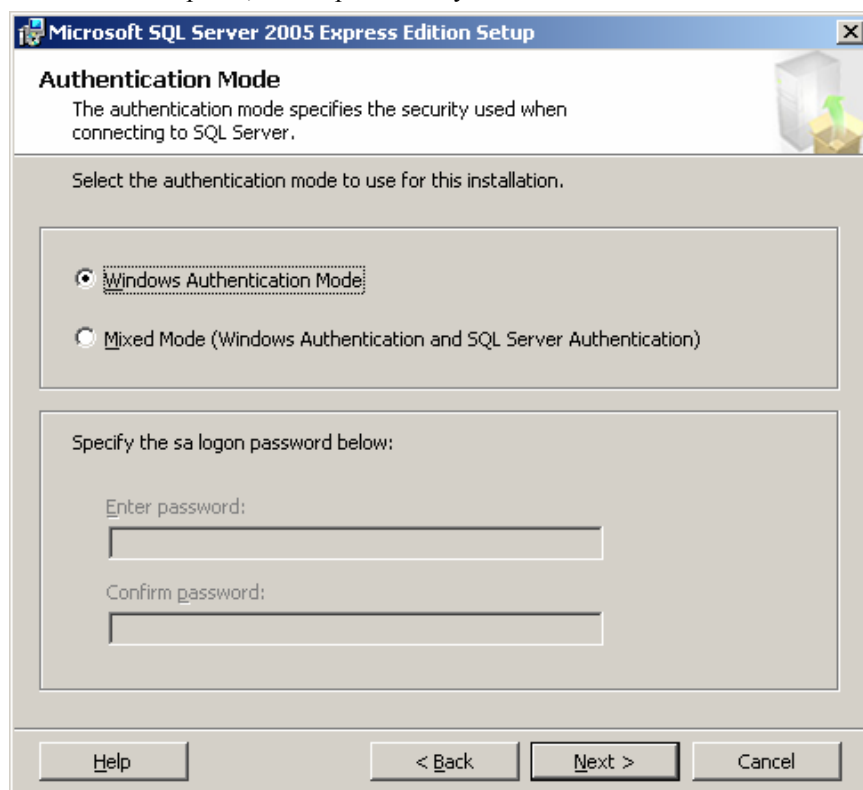 Microsoft SQL Server 2005 Express Edition Setup
Authentication Mode
The authentication mode specifies the security used when
connecting to SQL Server.
Select the authentication mode to use for this installation.
Windows Authentication Mode
Mixed Mode (Windows Authentication and SQL Server Authentication)
Specify the sa logon password below:
Enter password:
Confirm password:
Help
< Back
Next >
Cancel